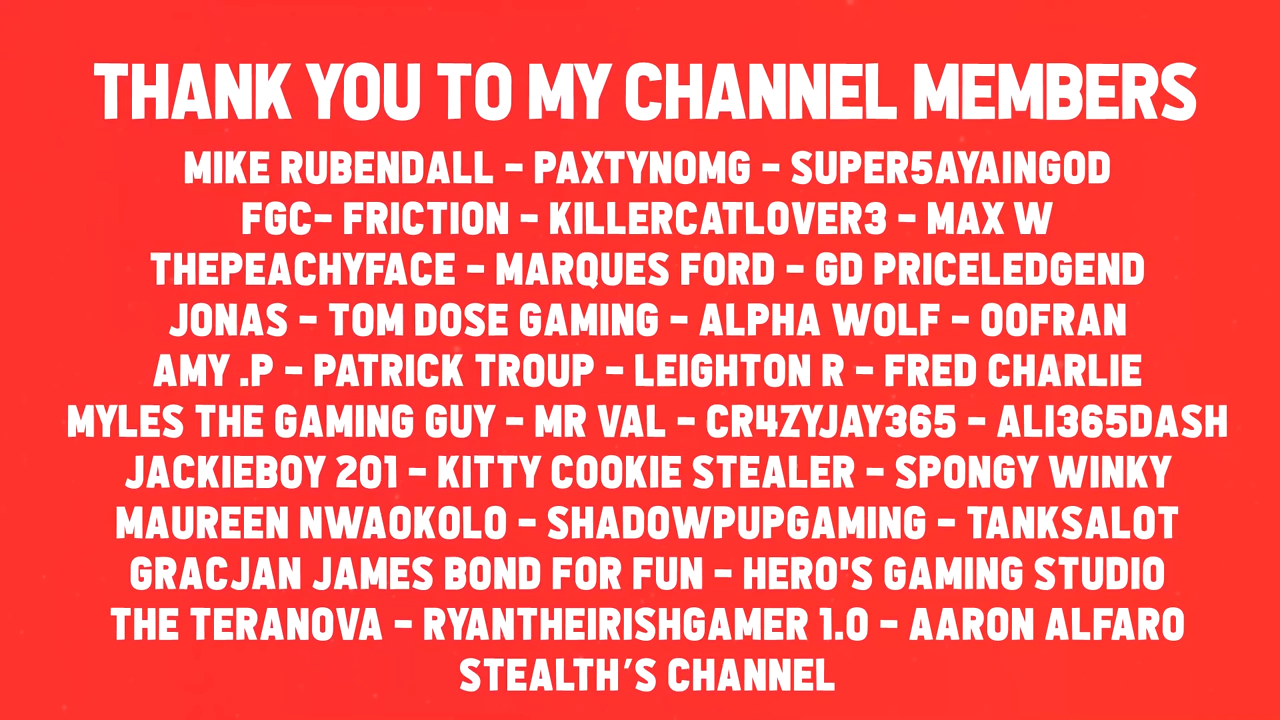 THANK YOU TO MY CHANNEL MEMBERS
MIKE RUBENDALL - PAXTYNOMG - SUPER5AYAINGOD
FGC- FRICTION - KILLERCATLOVER3 - MAX W
THEPEACHYFACE - MARQUES FORD - GD PRICELEDGEND
JONAS - TOM DOSE GAMING - ALPHA WOLF - OOFRAN
AMY .P - PATRICK TROUP - LEIGHTON R - FRED CHARLIE
MYLES THE GAMING GUY - MR VAL - CR4ZYJAY365 - ALI365DASH
JACKIEBOY 201 - KITTY COOKIE STEALER - SPONGY WINKY
MAUREEN NWAOKOLO - SHADOWPUPGAMING - TANKSALOT
GRACJAN JAMES BOND FOR FUN - HERO'S GAMING STUDIO
THE TERANOVA - RYANTHEIRISHGAMER 1.0 - AARON ALFARO
STEALTH’S CHANNEL